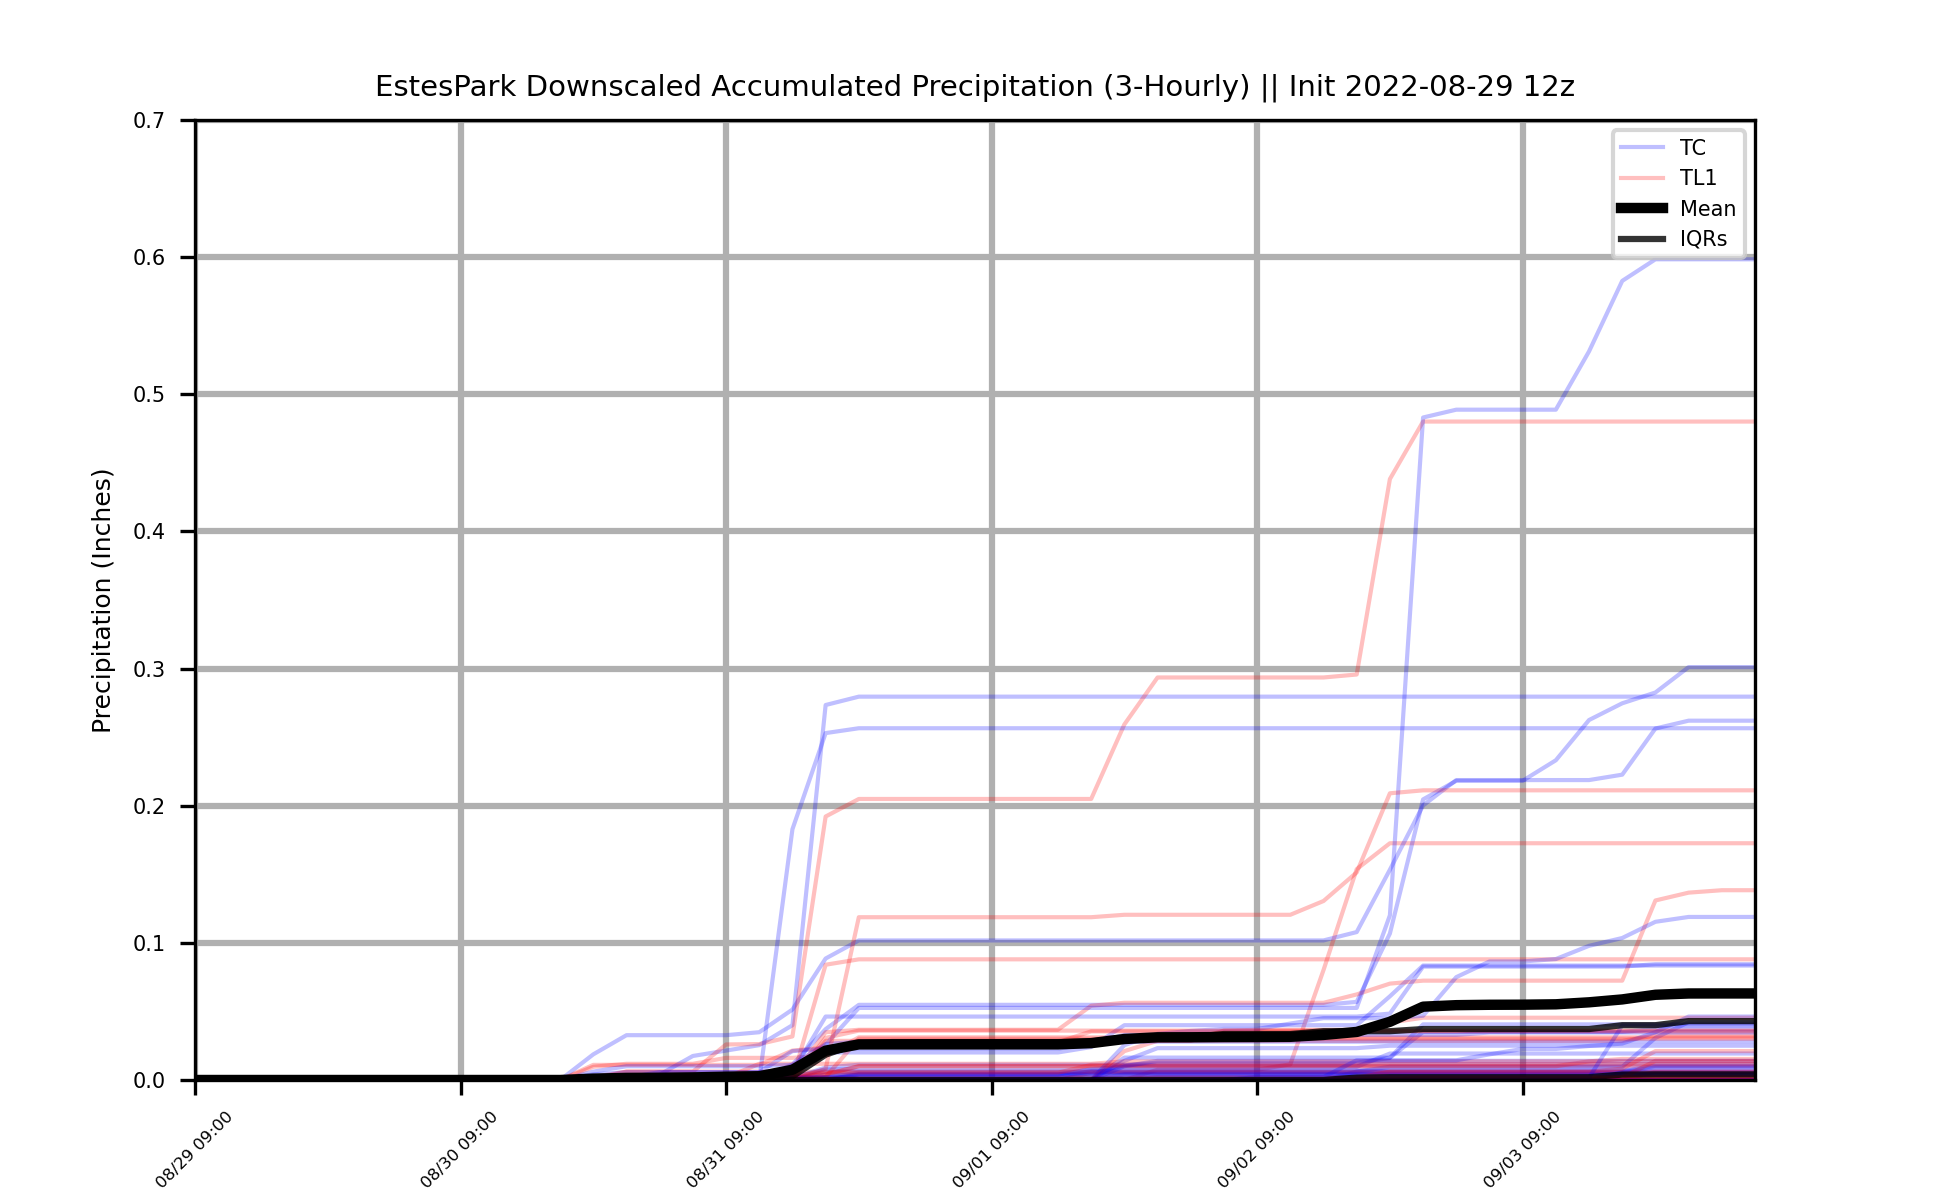 EstesPark Downscaled Accumulated Precipitation (3-Hourly) || Init 2022-08-29 12z
TC
TL1
Mean
IQRs
Precipitation (Inches)
0.7
0.6
0.5
0.4
0.3
0.2
0.1
0.0
08/29 09:00
08/30 09:00
08/31 09:00
09/01 09:00
09/02 09:00
09/03 09:00